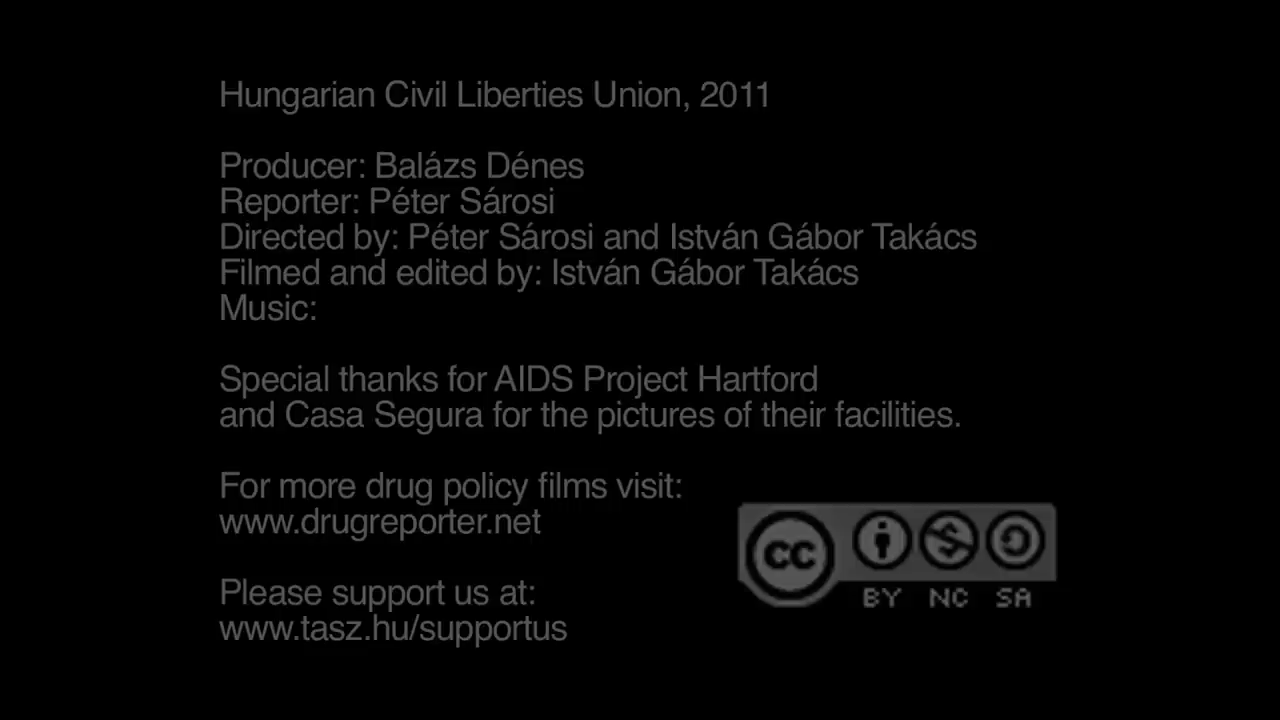 Hungarian Civil Liberties Union, 2011
Producer: Balázs Dénes
Reporter: Péter Sárosi
Directed by: Péter Sárosi and István Gábor Takács
Filmed and edited by: István Gábor Takács
Music:
Special thanks for AIDS Project Hartford
and Casa Segura for the pictures of their facilities.
For more drug policy films visit:
www.drugreporter.net
Please support us at:
www.tasz.hu/supportus
cc
BY NC SA